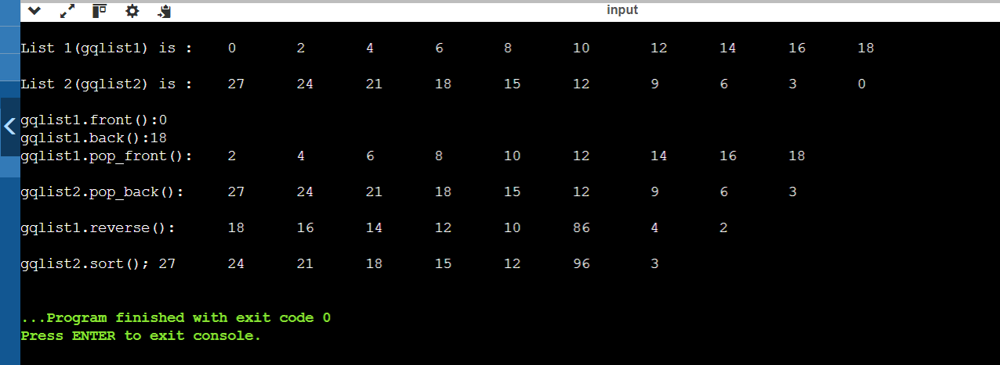 input
List 1(gqlist1) is : 0 2 4 6 8 10 12 14 16 18
List 2(gqlist2) is : 27 24 21 18 15 12 9 6 3 0
gqlist1.front():0
gqlist1.back():18
gqlist1.pop_front(): 2 4 6 8 10 12 14 16 18
gqlist2.pop_back(): 27 24 21 18 15 12 9 6 3
gqlist1.reverse(): 18 16 14 12 10 86 4 2
gqlist2.sort(); 27 24 21 18 15 12 96 3
...Program finished with exit code 0
Press ENTER to exit console.